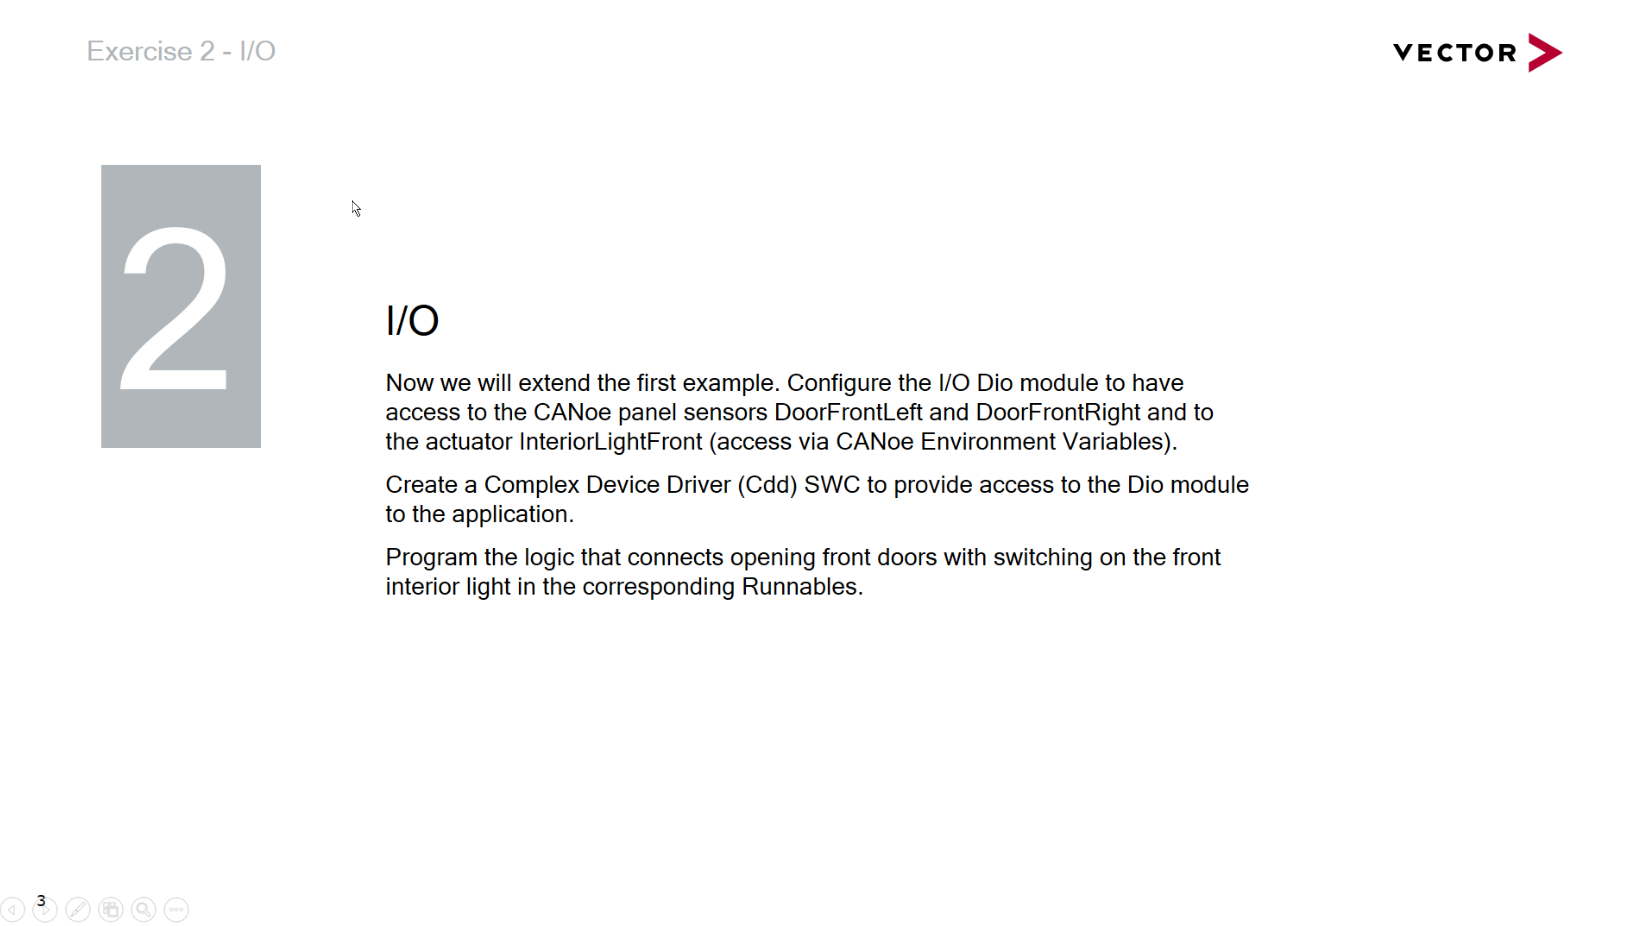 Exercise 2 - I/O
VECTOR
2
I/O
Now we will extend the first example. Configure the I/O Dio module to have
access to the CANoe panel sensors DoorFrontLeft and DoorFrontRight and to
the actuator InteriorLightFront (access via CANoe Environment Variables).
Create a Complex Device Driver (Cdd) SWC to provide access to the Dio module
to the application.
Program the logic that connects opening front doors with switching on the front
interior light in the corresponding Runnables.
3